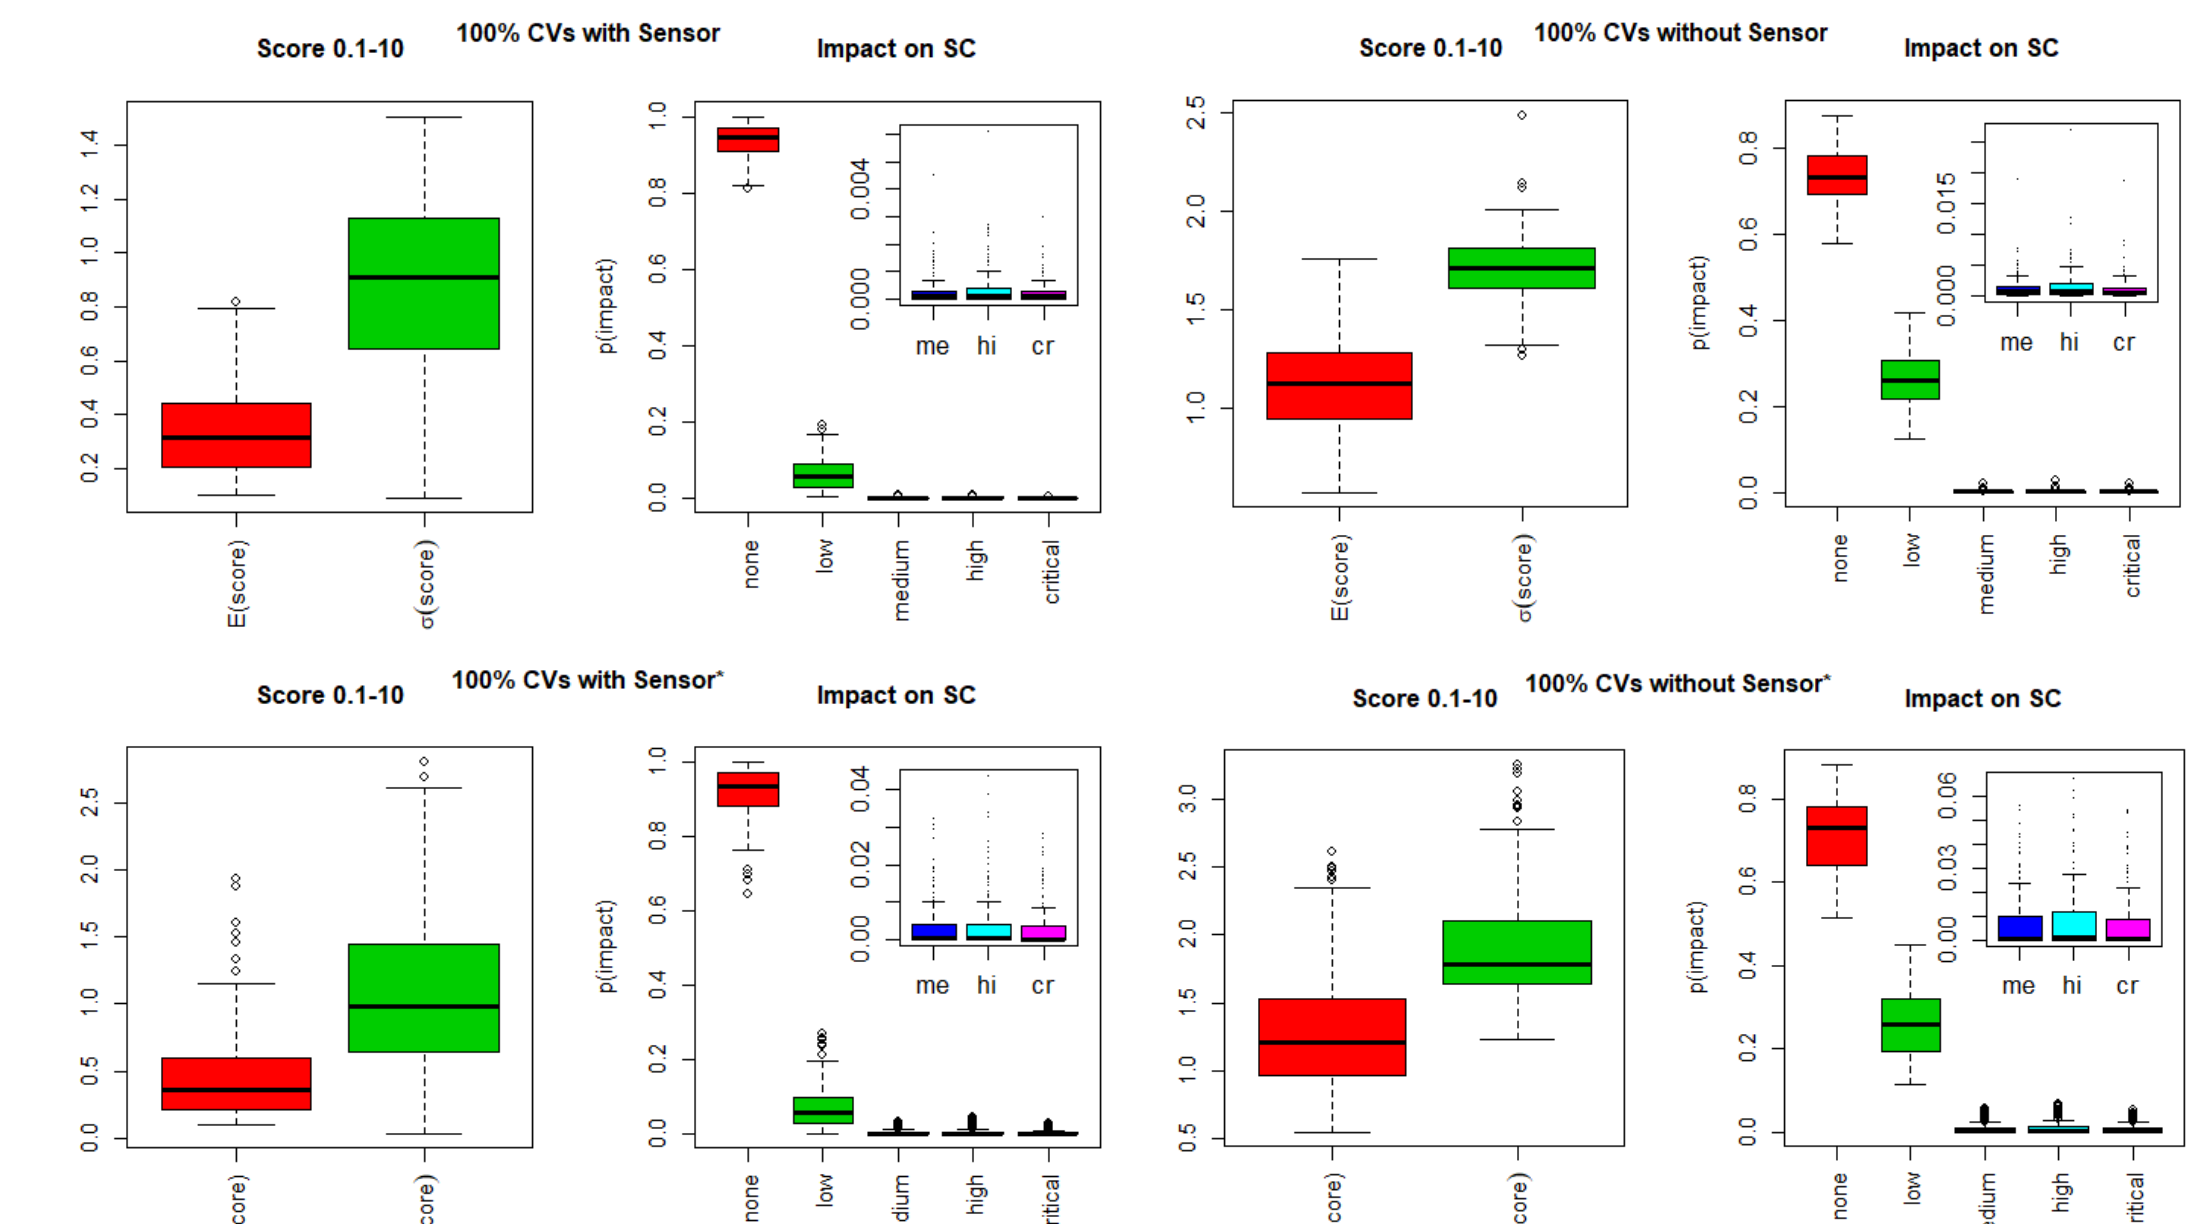 100% CVs with Sensor
Score 0.1-10
Impact on SC
1.4
1.2
1.0
0.8
0.6
0.4
0.2
E(score)
σ(score)
p(impact)
1.0
0.8
0.6
0.4
0.2
0.0
0.004
0.000
me hi cr
none
low
medium
high
critical
100% CVs without Sensor
Score 0.1-10
Impact on SC
2.5
2.0
1.5
1.0
E(score)
σ(score)
p(impact)
0.8
0.6
0.4
0.2
0.0
0.015
0.000
me hi cr
none
low
medium
high
critical
100% CVs with Sensor*
Score 0.1-10
Impact on SC
2.5
2.0
1.5
1.0
0.5
0.0
core)
core)
p(impact)
1.0
0.8
0.6
0.4
0.2
0.0
0.04
0.02
0.00
me hi cr
none
low
dium
high
ritical
100% CVs without Sensor*
Score 0.1-10
Impact on SC
3.0
2.5
2.0
1.5
1.0
0.5
core)
core)
p(impact)
0.8
0.6
0.4
0.2
0.0
0.06
0.03
0.00
me hi cr
none
low
edium
high
ritical